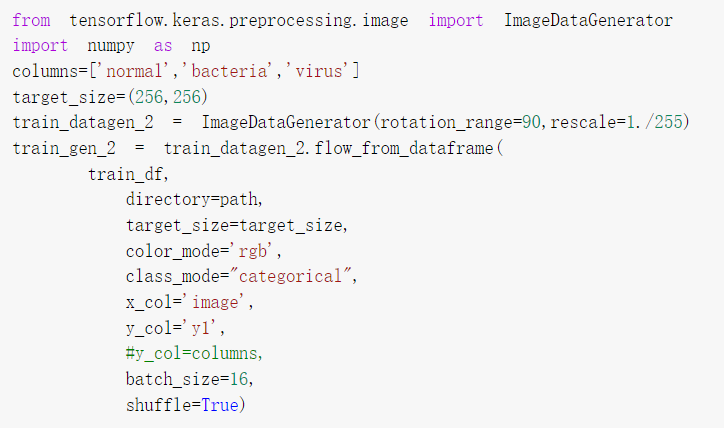 from tensorflow.keras.preprocessing.image import ImageDataGenerator
import numpy as np
columns=['normal','bacteria','virus']
target_size=(256,256)
train_datagen_2 = ImageDataGenerator(rotation_range=90,rescale=1./255)
train_gen_2 = train_datagen_2.flow_from_dataframe(
train_df,
directory=path,
target_size=target_size,
color_mode='rgb',
class_mode="categorical",
x_col='image',
y_col='y1',
#y_col=columns,
batch_size=16,
shuffle=True)